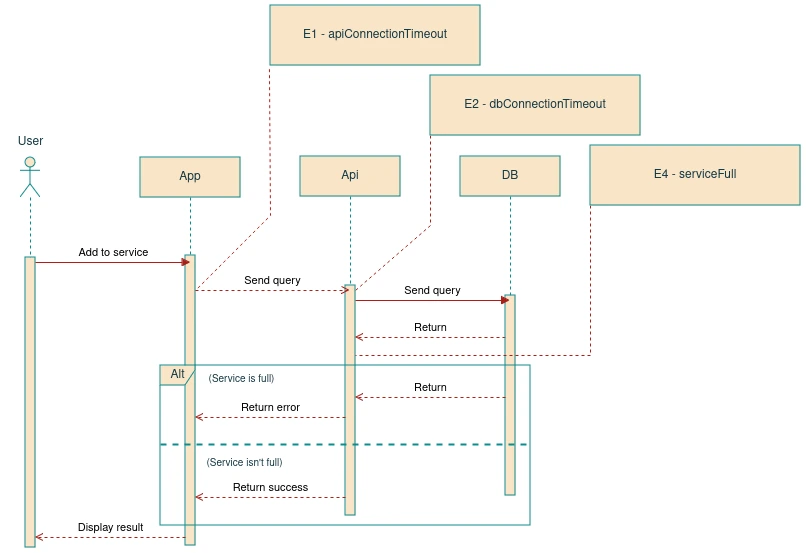 E1 - apiConnectionTimeout
E2 - dbConnectionTimeout
User
App
Api
DB
E4 - serviceFull
Add to service
Send query
Send query
Return
Alt
(Service is full)
Return
Return error
(Service isn't full)
Return success
Display result